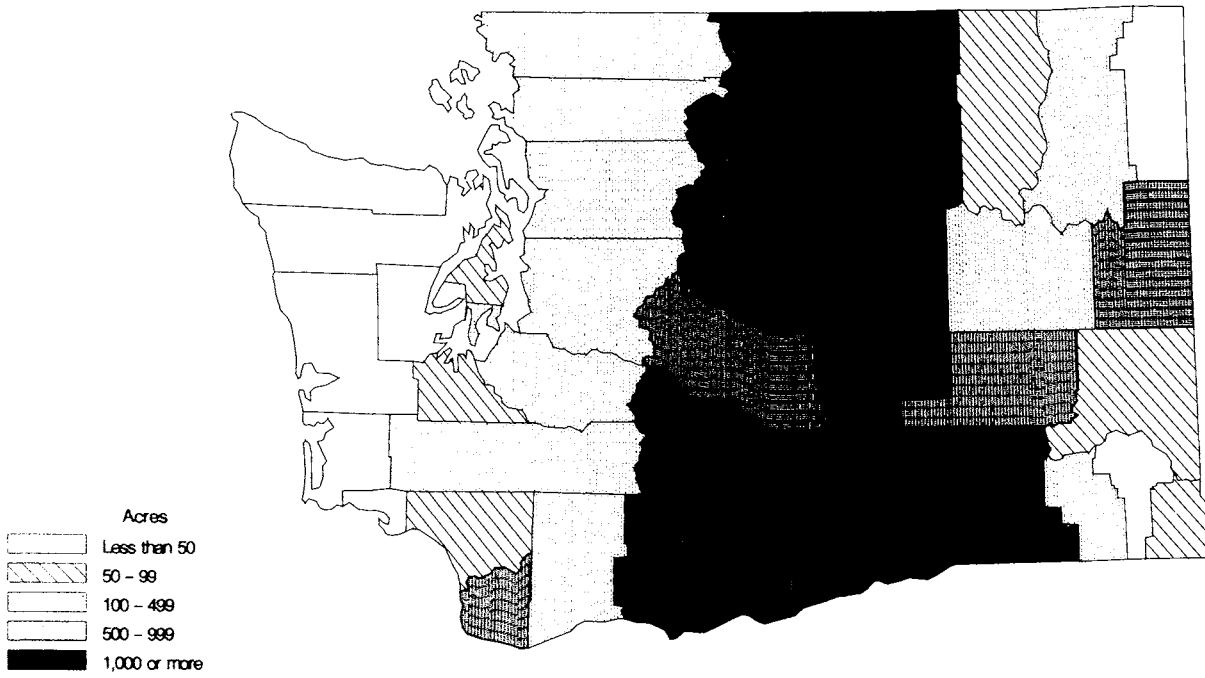 Acres
Less than 50
50 - 99
100 - 499
500 - 999
1,000 or more